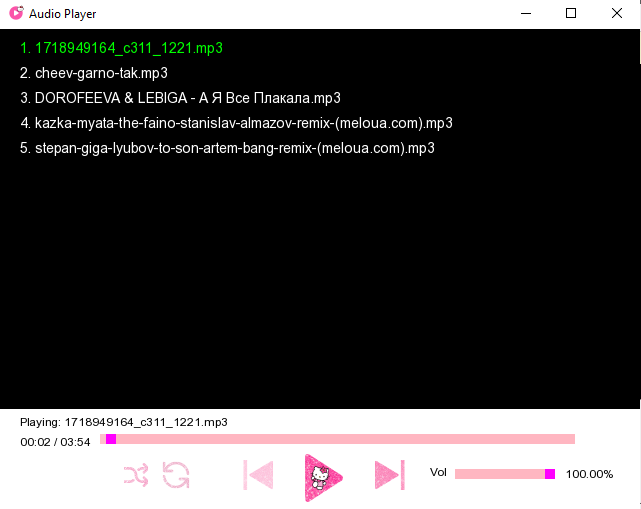 Audio Player
1. 1718949164_c311_1221.mp3
2. cheev-garno-tak.mp3
3. DOROFEEVA & LEBIGA - А Я Все Плакала.mp3
4. kazka-myata-the-faino-stanislav-almazov-remix-(meloua.com).mp3
5. stepan-giga-lyubov-to-son-artem-bang-remix-(meloua.com).mp3
Playing: 1718949164_c311_1221.mp3
00:02 / 03:54
Vol 100.00%